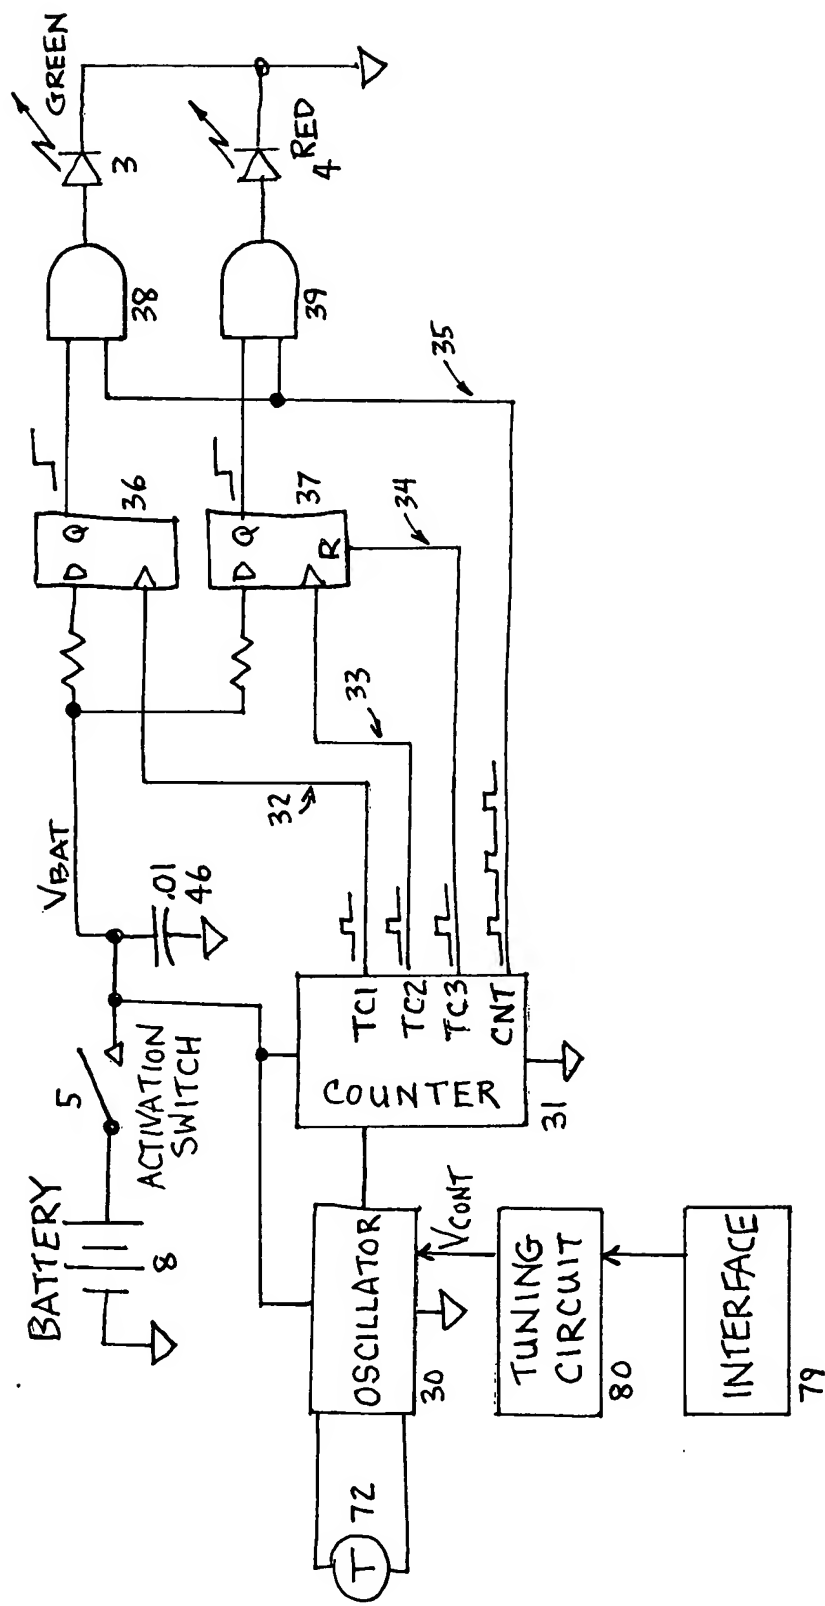 BATTERY
8
5
ACTIVATION
SWITCH
VBAT
.01
46
D Q
36
38
GREEN
3
T
72
OSCILLATOR
30
COUNTER
31
TC1
TC2
TC3
CNT
32
33
D Q
R
37
34
35
39
RED
4
VCONT
TUNING
CIRCUIT
80
INTERFACE
79